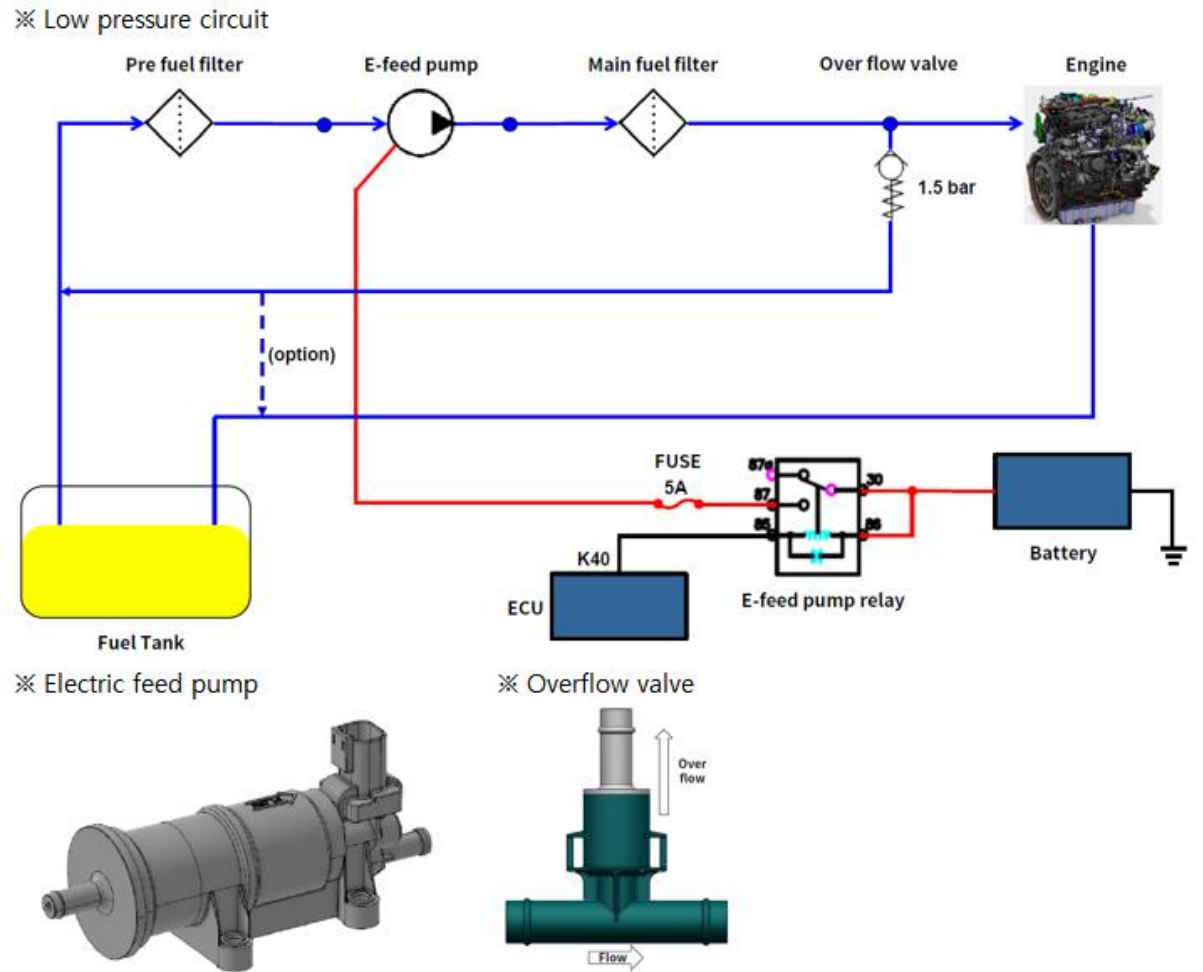 ※ Low pressure circuit
Pre fuel filter
E-feed pump
Main fuel filter
Over flow valve
Engine
1.5 bar
(option)
FUSE
5A
87a
30
87
85
86
K40
ECU
E-feed pump relay
Battery
Fuel Tank
※ Electric feed pump
※ Overflow valve
Over
flow
Flow